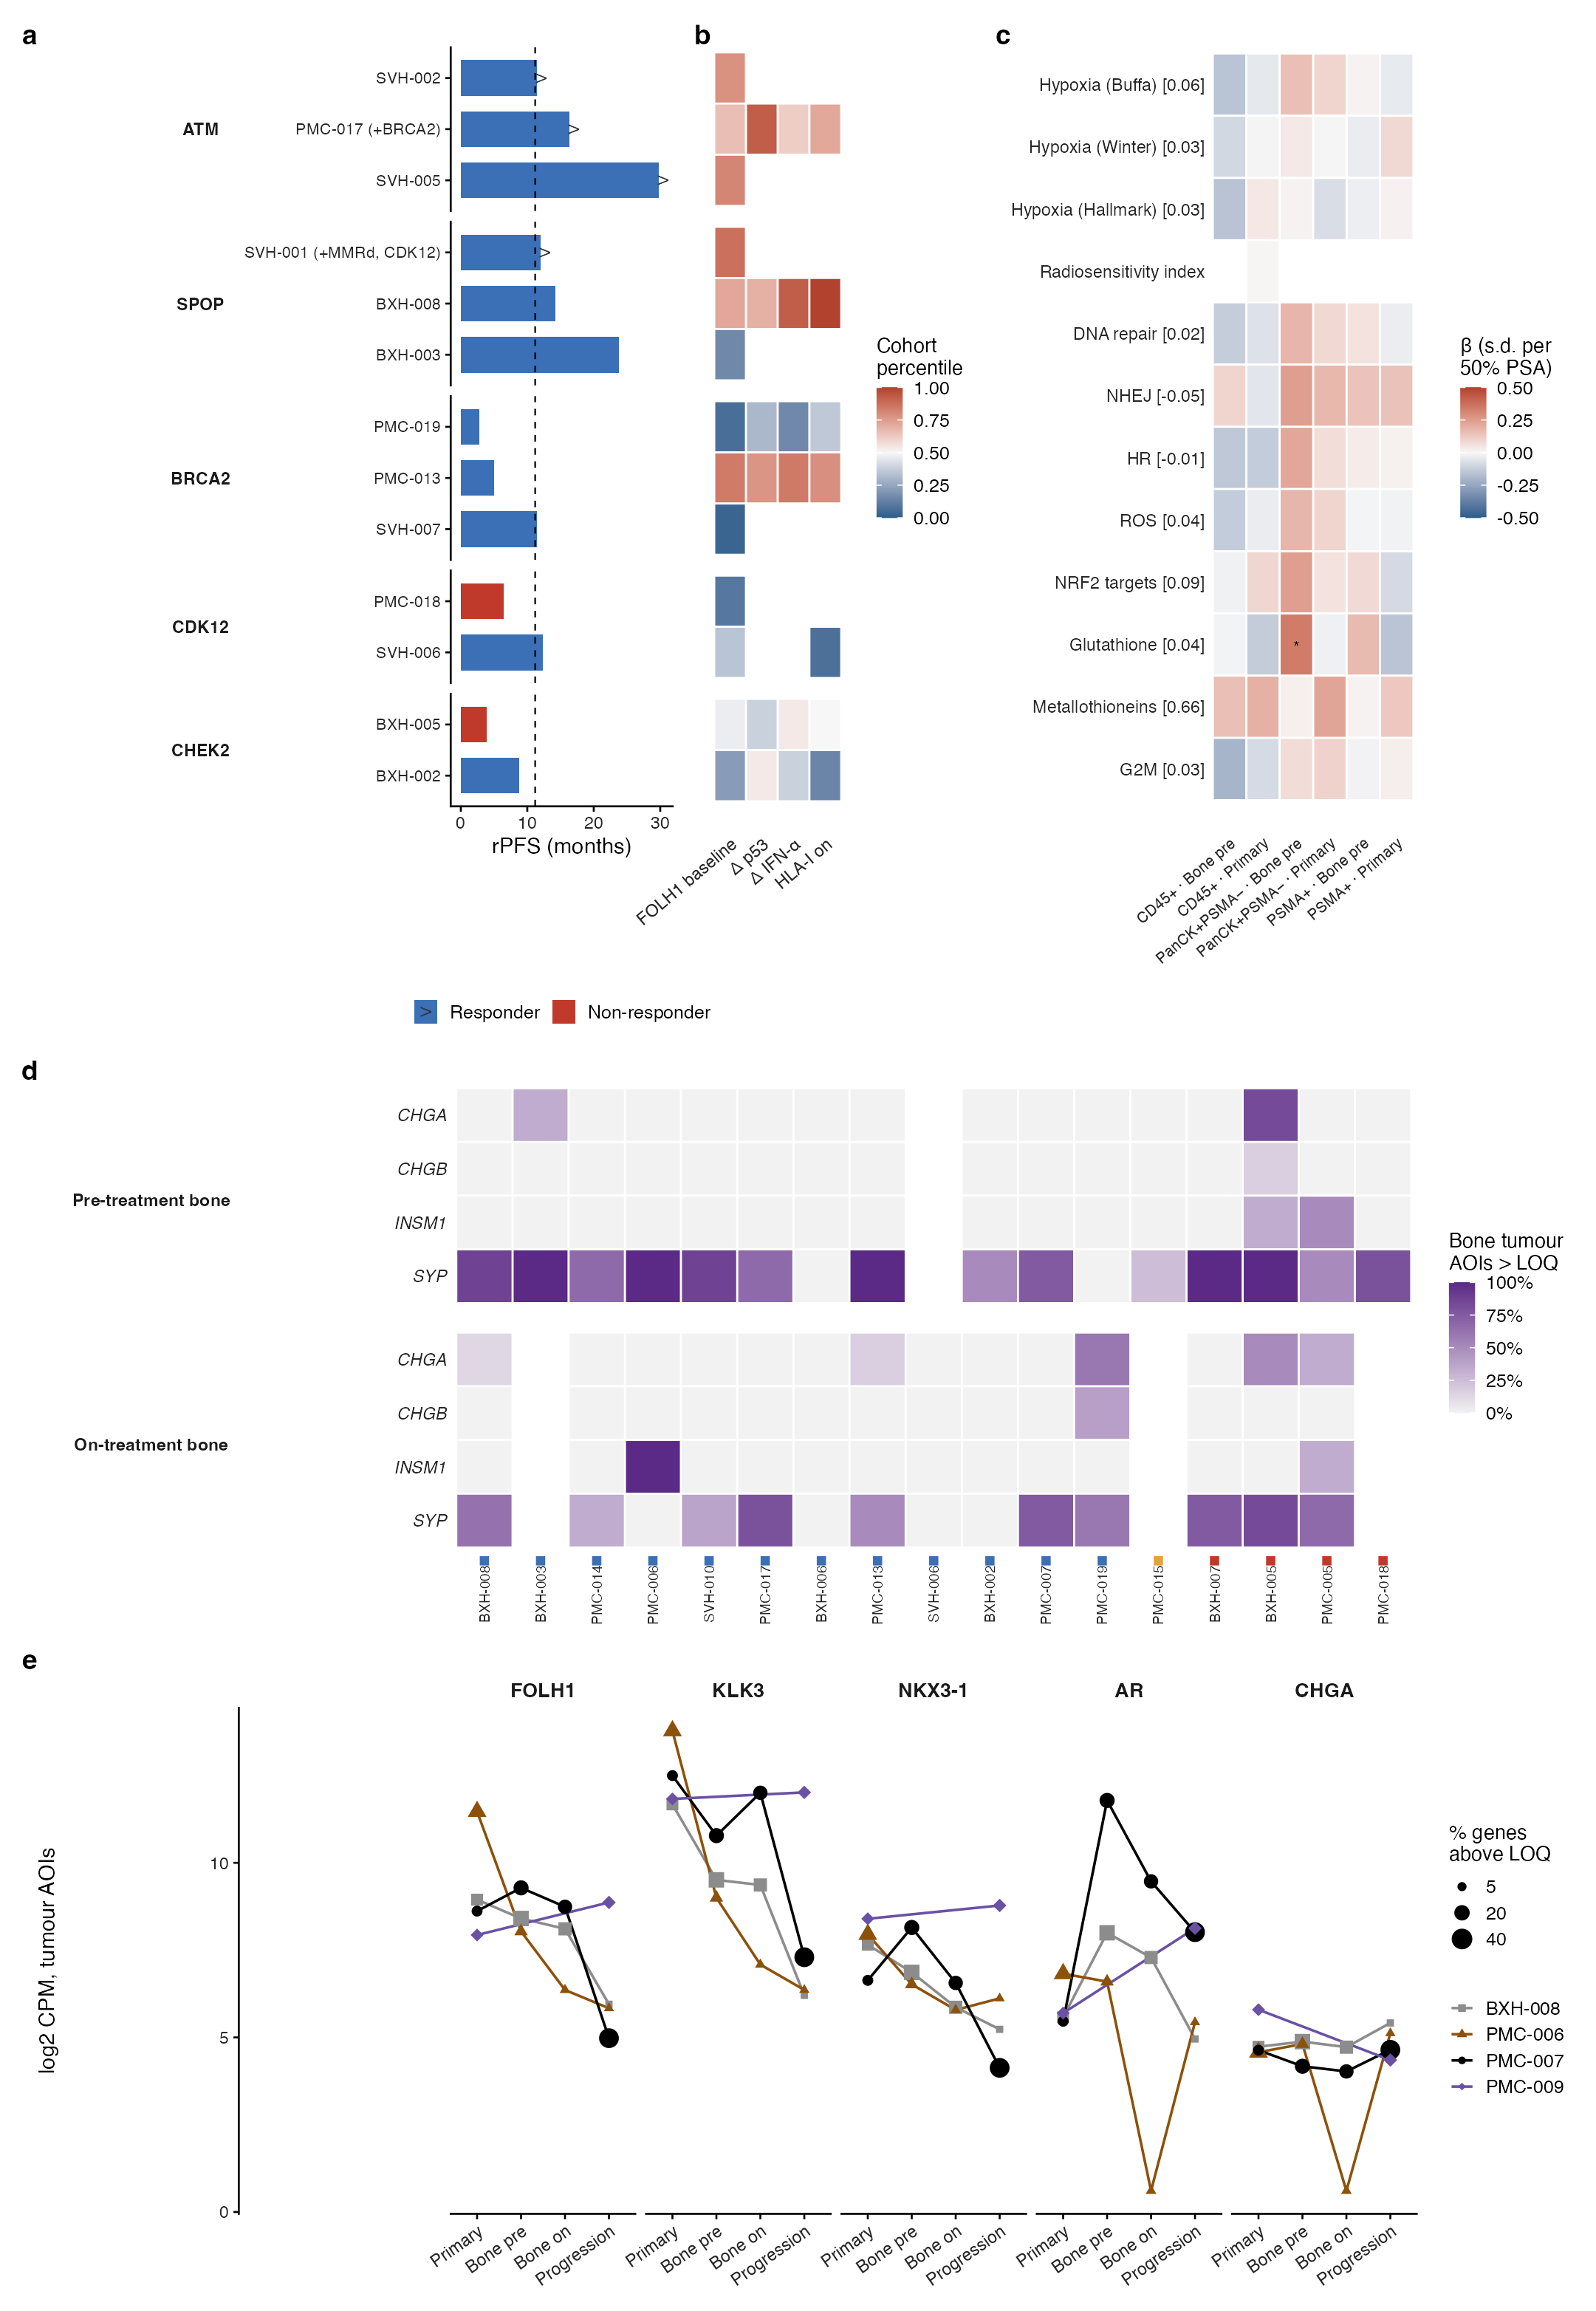 a
b
c
ATM
SVH-002
PMC-017 (+BRCA2)
SVH-005
SPOP
SVH-001 (+MMRd, CDK12)
BXH-008
BXH-003
BRCA2
PMC-019
PMC-013
SVH-007
CDK12
PMC-018
SVH-006
CHEK2
BXH-005
BXH-002
0 10 20 30
rPFS (months)
FOLH1 baseline
Δ p53
Δ IFN-α
HLA-I on
Cohort
percentile
1.00
0.75
0.50
0.25
0.00
Hypoxia (Buffa) [0.06]
Hypoxia (Winter) [0.03]
Hypoxia (Hallmark) [0.03]
Radiosensitivity index
DNA repair [0.02]
NHEJ [-0.05]
HR [-0.01]
ROS [0.04]
NRF2 targets [0.09]
Glutathione [0.04]
*
Metallothioneins [0.66]
G2M [0.03]
CD45+ · Bone pre
CD45+ · Primary
PanCK+PSMA− · Bone pre
PanCK+PSMA− · Primary
PSMA+ · Bone pre
PSMA+ · Primary
β (s.d. per
50% PSA)
0.50
0.25
0.00
-0.25
-0.50
Responder
Non-responder
d
Pre-treatment bone
CHGA
CHGB
INSM1
SYP
On-treatment bone
CHGA
CHGB
INSM1
SYP
BXH-008
BXH-003
PMC-014
PMC-006
SVH-010
PMC-017
BXH-006
PMC-013
SVH-006
BXH-002
PMC-007
PMC-019
PMC-015
BXH-007
BXH-005
PMC-005
PMC-018
Bone tumour
AOIs > LOQ
100%
75%
50%
25%
0%
e
FOLH1
KLK3
NKX3-1
AR
CHGA
log2 CPM, tumour AOIs
10
5
0
Primary
Bone pre
Bone on
Progression
Primary
Bone pre
Bone on
Progression
Primary
Bone pre
Bone on
Progression
Primary
Bone pre
Bone on
Progression
Primary
Bone pre
Bone on
Progression
% genes
above LOQ
5
20
40
BXH-008
PMC-006
PMC-007
PMC-009